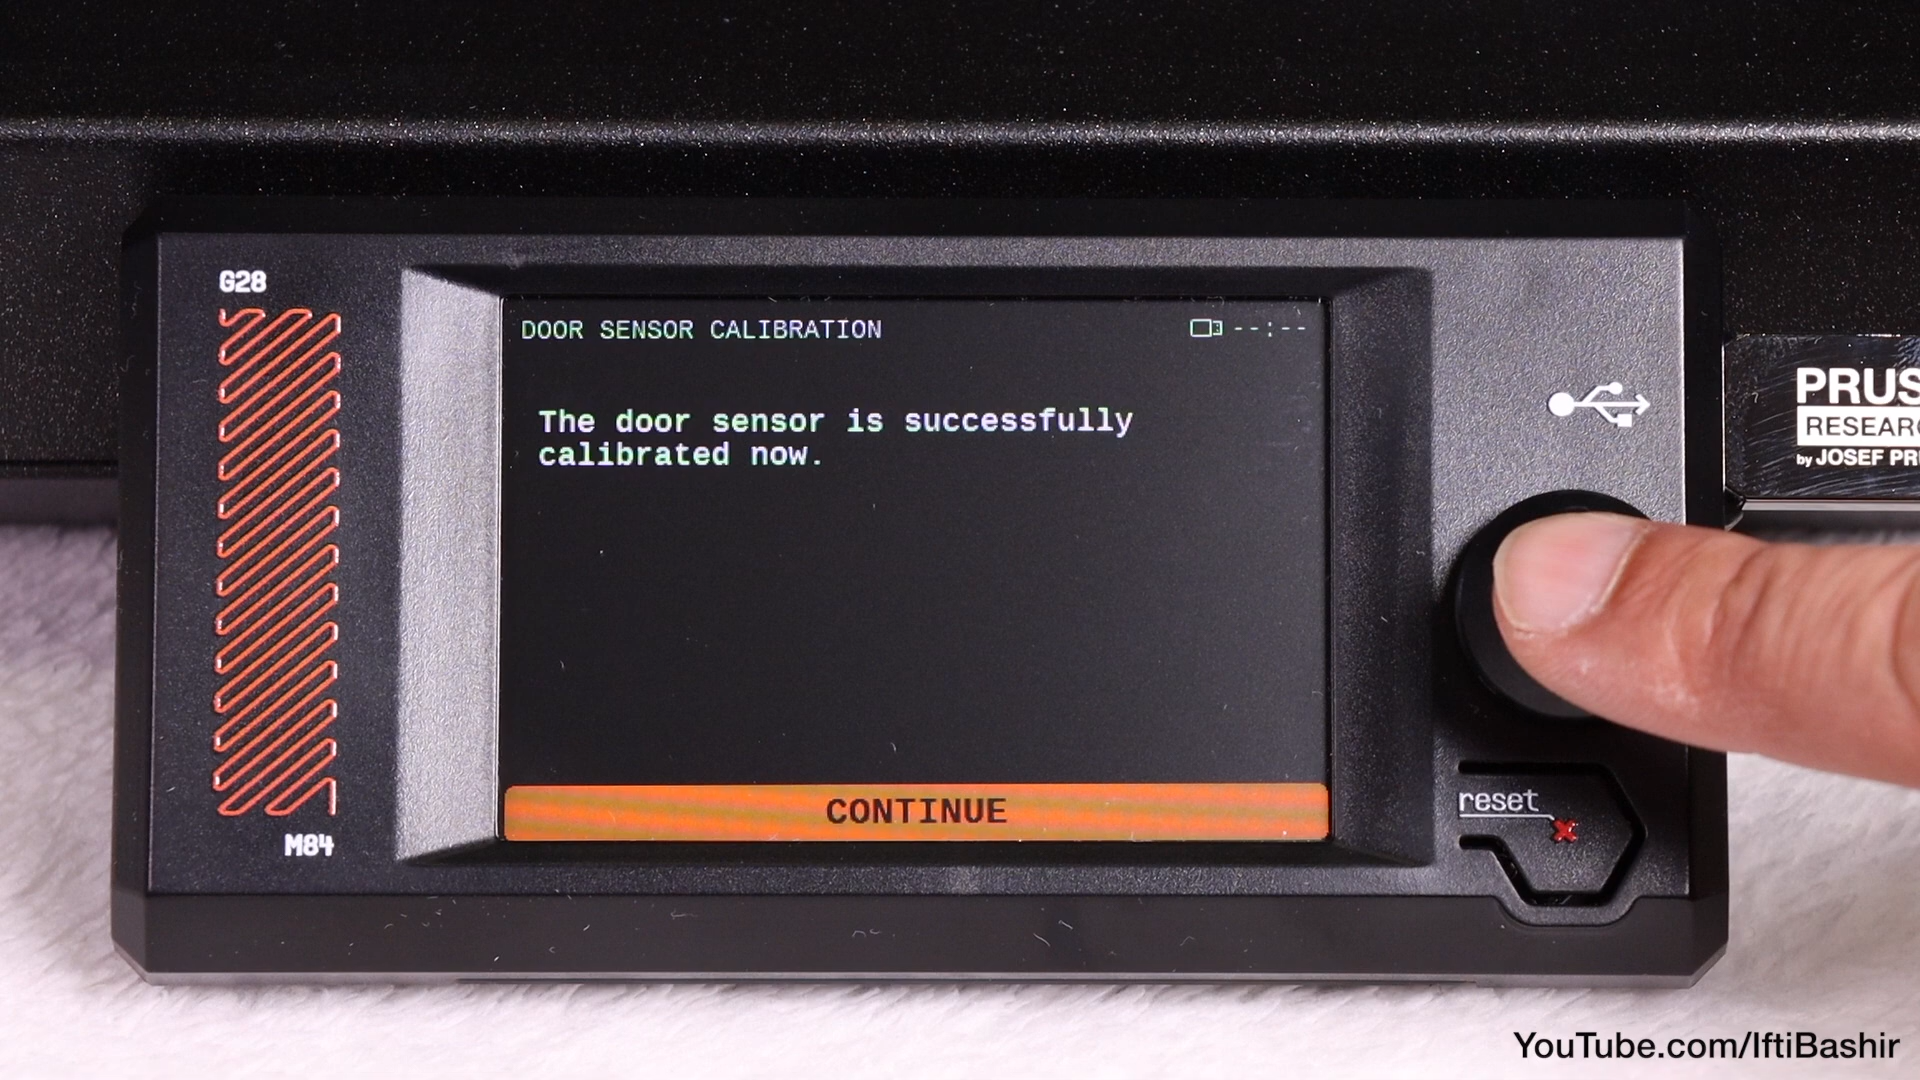 G28
DOOR SENSOR CALIBRATION
--:--
The door sensor is successfully
calibrated now.
CONTINUE
M84
reset
PRUS
RESEARC
by JOSEF PR
YouTube.com/IftiBashir